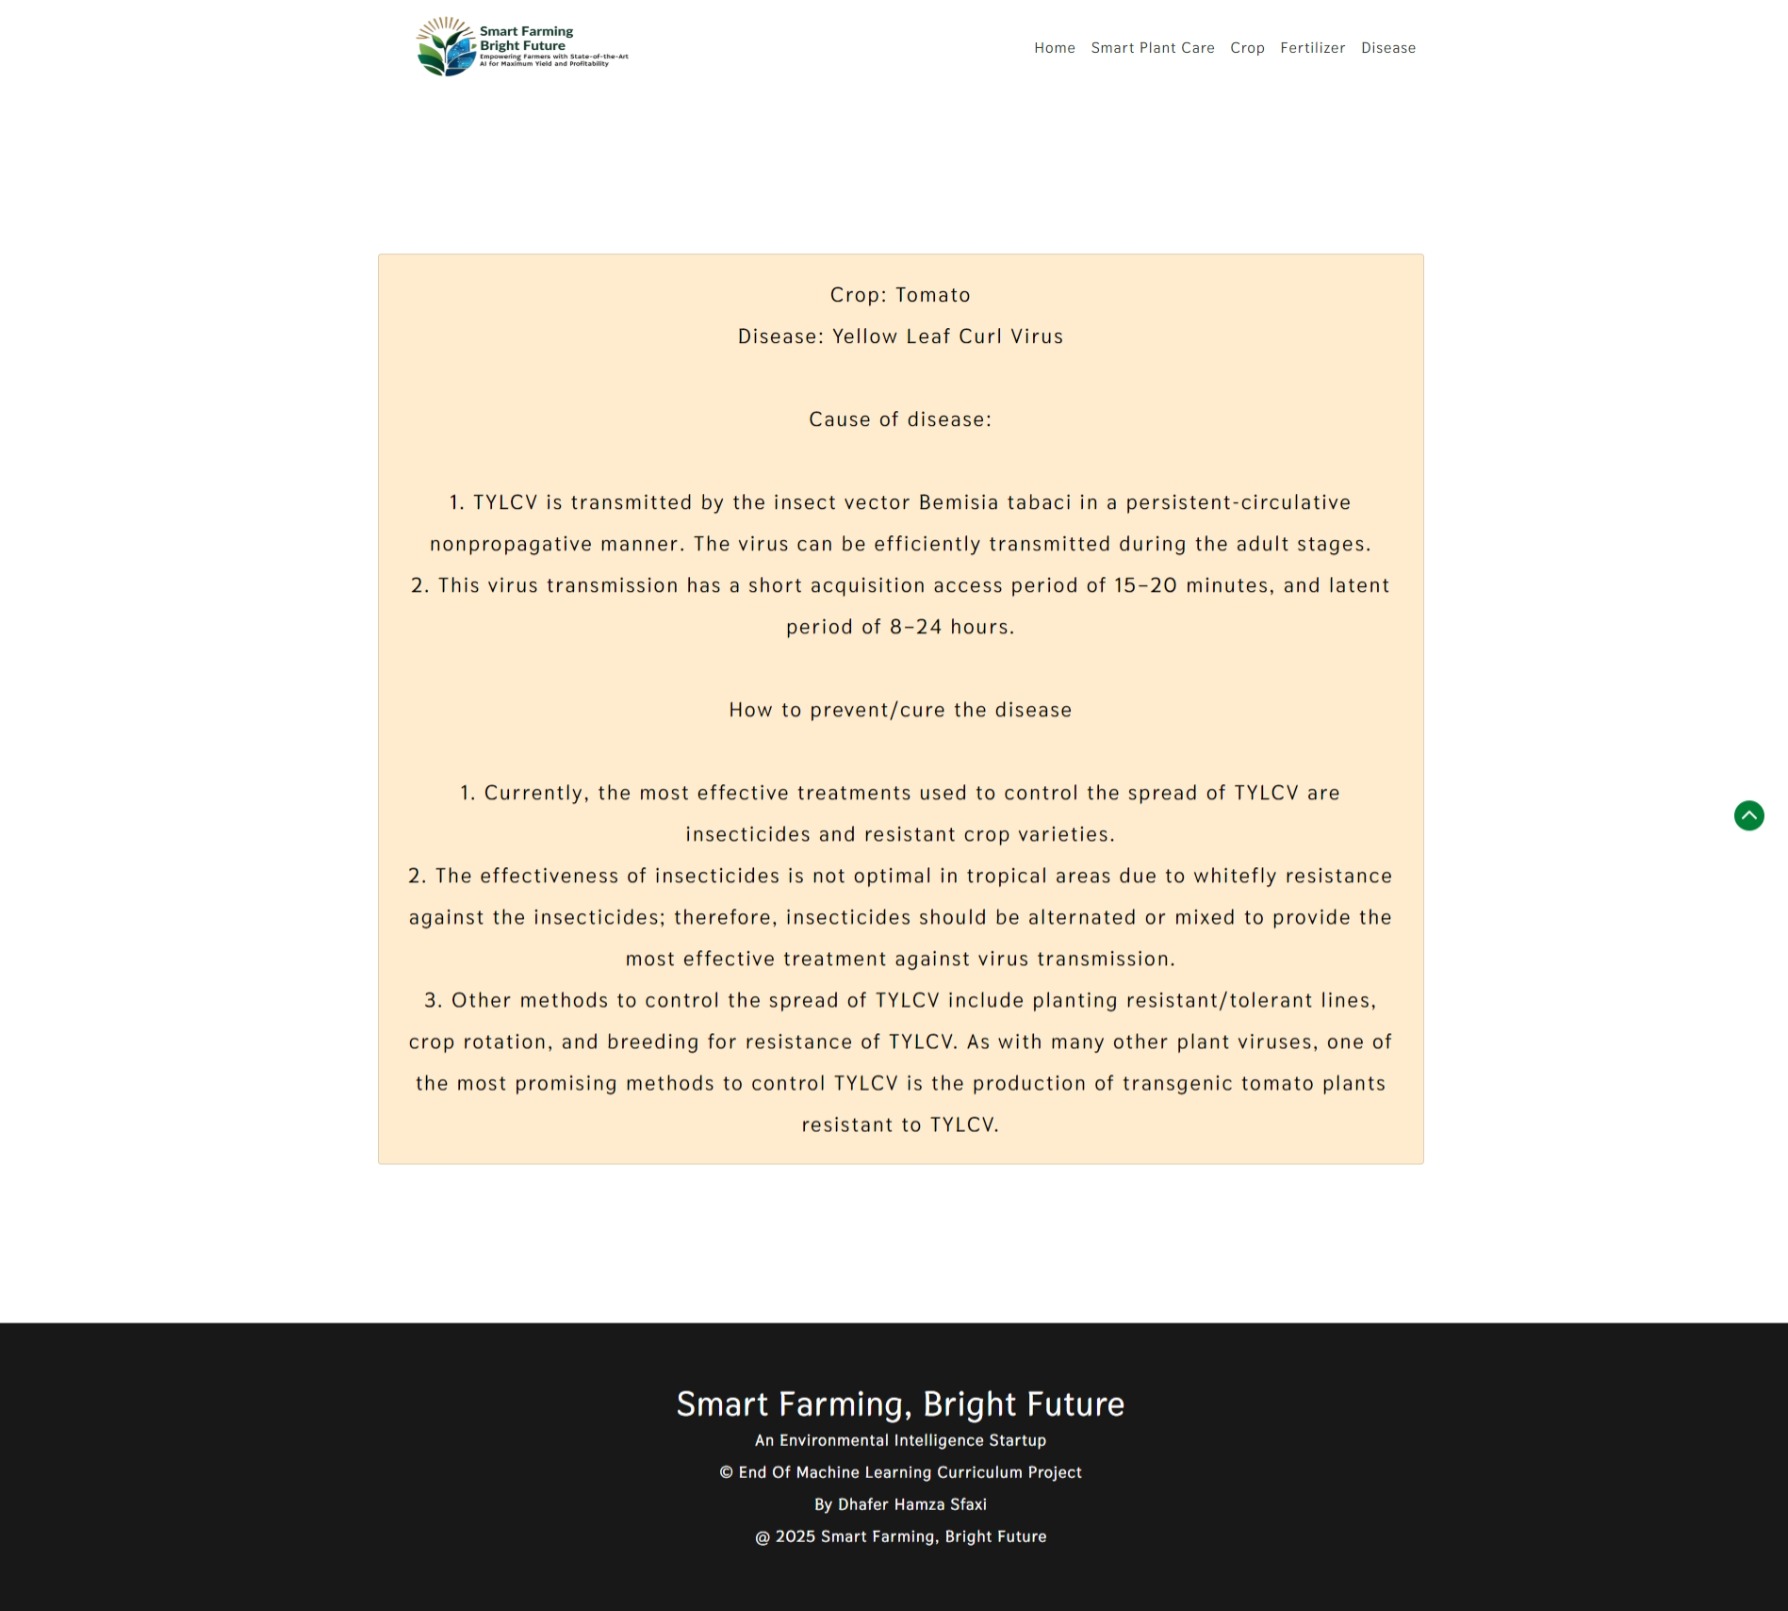 Smart Farming
Bright Future
Empowering Farmers with State-of-the-Art
AI for Maximum Yield and Profitability
Home Smart Plant Care Crop Fertilizer Disease
Crop: Tomato
Disease: Yellow Leaf Curl Virus
Cause of disease:
1. TYLCV is transmitted by the insect vector Bemisia tabaci in a persistent-circulative
nonpropagative manner. The virus can be efficiently transmitted during the adult stages.
2. This virus transmission has a short acquisition access period of 15–20 minutes, and latent
period of 8–24 hours.
How to prevent/cure the disease
1. Currently, the most effective treatments used to control the spread of TYLCV are
insecticides and resistant crop varieties.
2. The effectiveness of insecticides is not optimal in tropical areas due to whitefly resistance
against the insecticides; therefore, insecticides should be alternated or mixed to provide the
most effective treatment against virus transmission.
3. Other methods to control the spread of TYLCV include planting resistant/tolerant lines,
crop rotation, and breeding for resistance of TYLCV. As with many other plant viruses, one of
the most promising methods to control TYLCV is the production of transgenic tomato plants
resistant to TYLCV.
Smart Farming, Bright Future
An Environmental Intelligence Startup
© End Of Machine Learning Curriculum Project
By Dhafer Hamza Sfaxi
@ 2025 Smart Farming, Bright Future